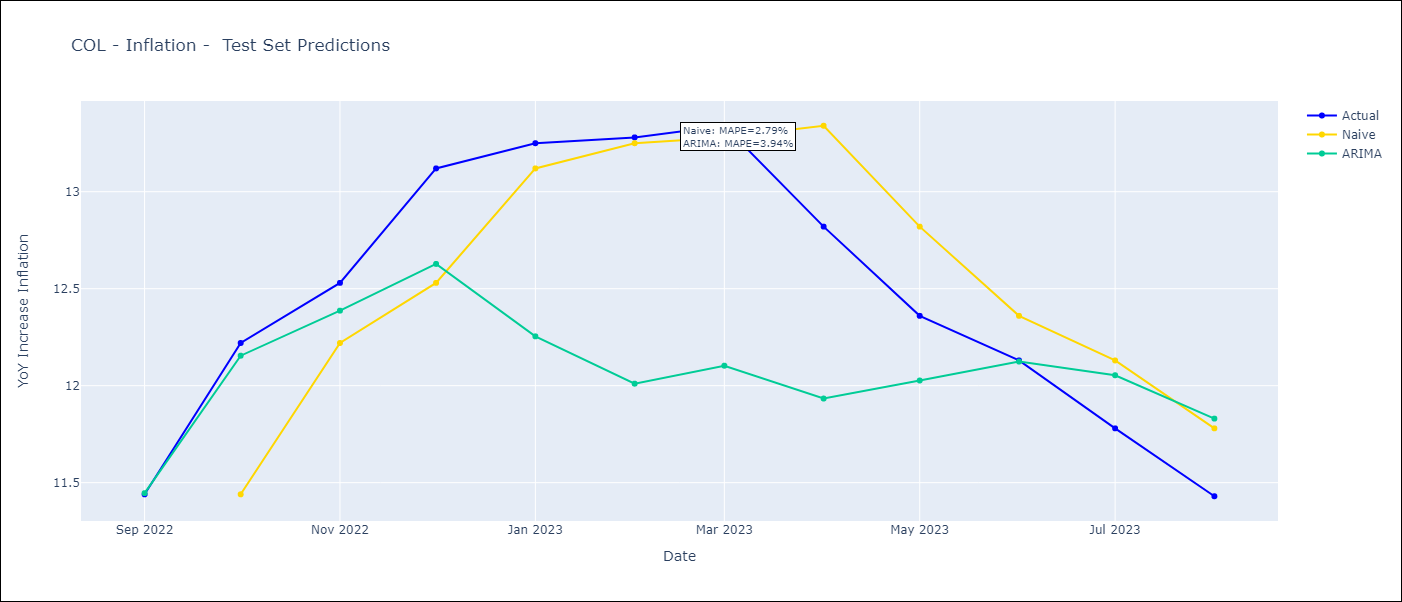 COL - Inflation -  Test Set Predictions
Actual
Naive
ARIMA
Naive: MAPE=2.79%
ARIMA: MAPE=3.94%
YoY Increase Inflation
13
12.5
12
11.5
Sep 2022
Nov 2022
Jan 2023
Mar 2023
May 2023
Jul 2023
Date